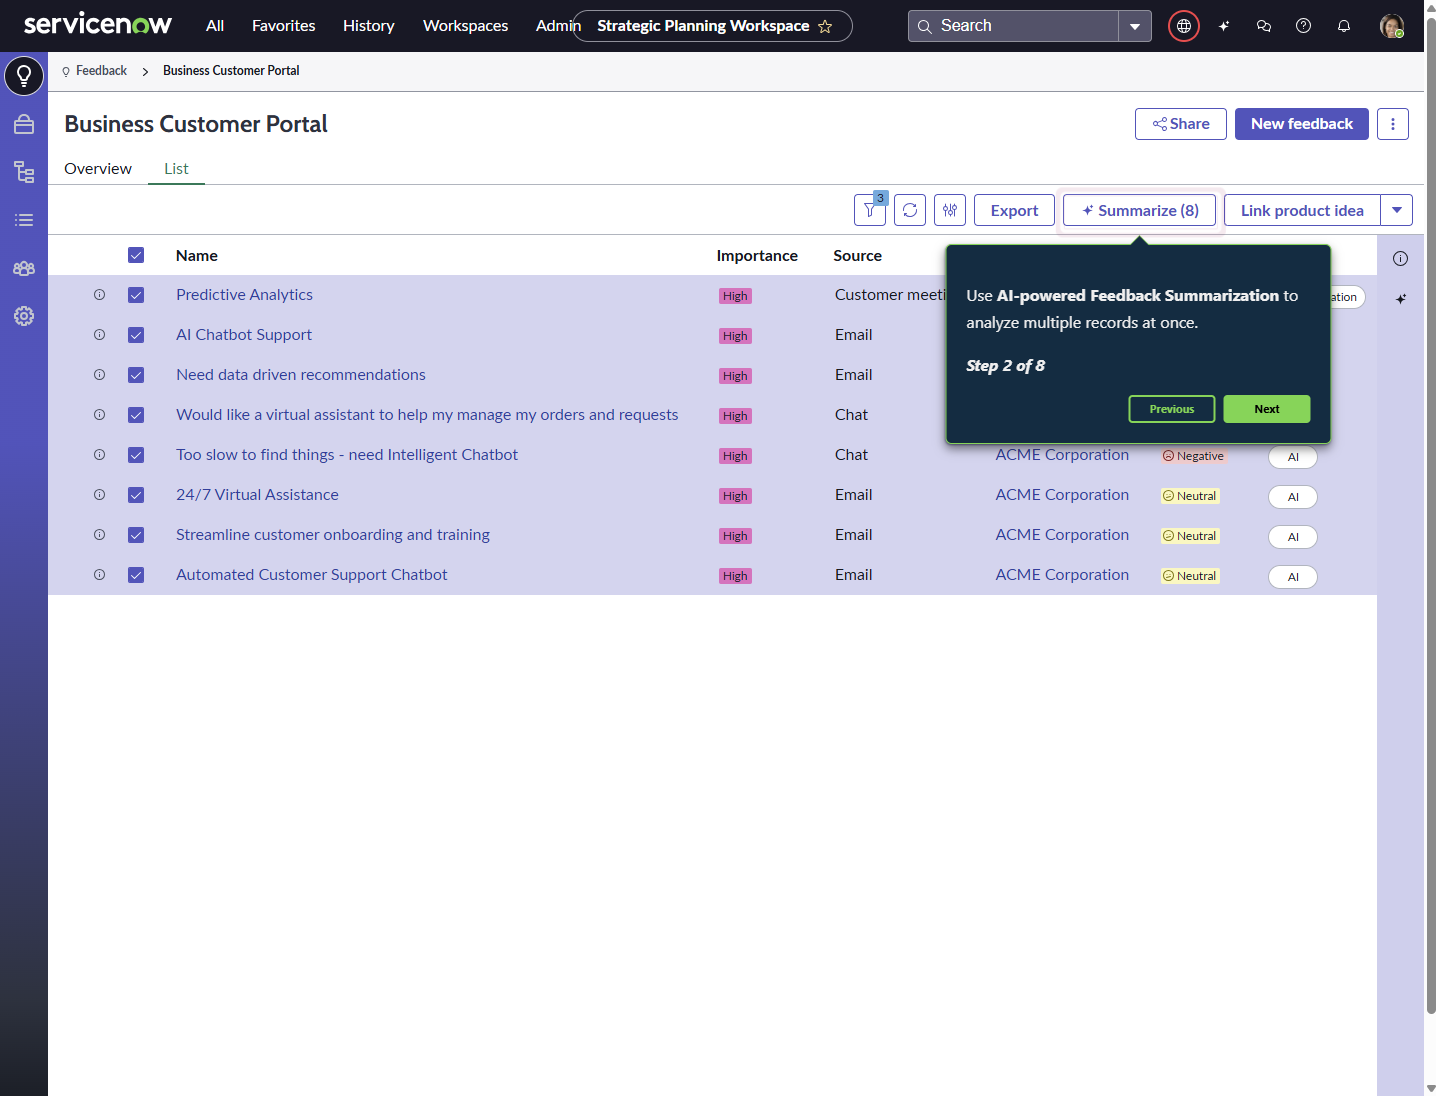 servicenow All Favorites History Workspaces Admin Strategic Planning Workspace Search
Feedback > Business Customer Portal
Business Customer Portal
Share New feedback
Overview List
3
Export Summarize (8) Link product idea
Name Importance Source
Predictive Analytics High Customer meeti ation
AI Chatbot Support High Email
Need data driven recommendations High Email
Would like a virtual assistant to help my manage my orders and requests High Chat
Too slow to find things - need Intelligent Chatbot High Chat ACME Corporation Negative AI
24/7 Virtual Assistance High Email ACME Corporation Neutral AI
Streamline customer onboarding and training High Email ACME Corporation Neutral AI
Automated Customer Support Chatbot High Email ACME Corporation Neutral AI
Use AI-powered Feedback Summarization to
analyze multiple records at once.
Step 2 of 8
Previous Next